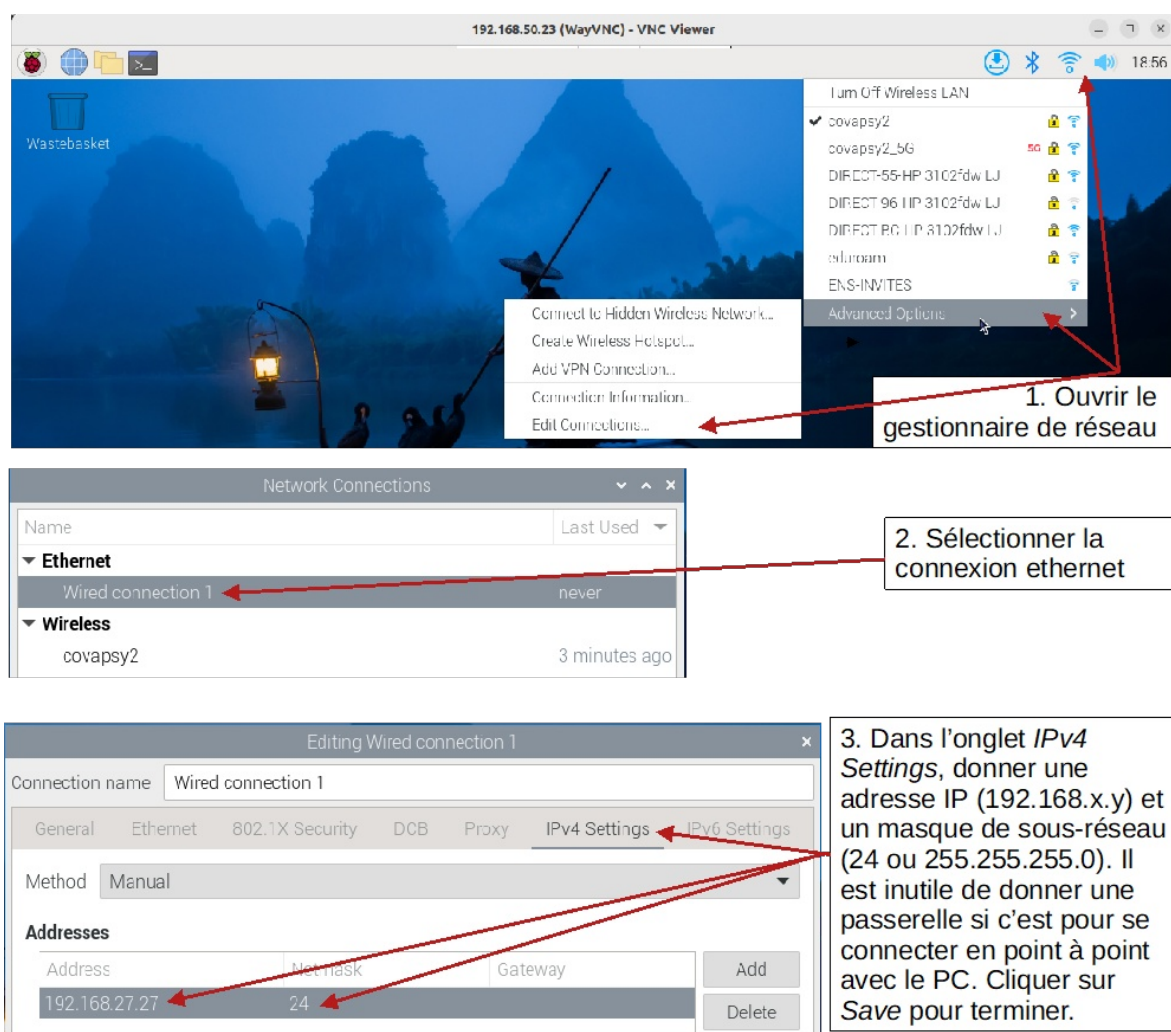 192.168.50.23 (WayVNC) - VNC Viewer
18:56
Wastebasket
Turn Off Wireless LAN
covapsy2
covapsy2_5G 5G
DIRECT-55-HP 3102fdw LJ
DIRECT-96-HP 3102fdw LJ
DIRECT-BC-HP 3102fdw LJ
eduroam
ENS-INVITES
Advanced Options
Connect to Hidden Wireless Network...
Create Wireless Hotspot...
Add VPN Connection...
Connection Information...
Edit Connections...
1. Ouvrir le
gestionnaire de réseau
Network Connections
Name Last Used
Ethernet
Wired connection 1 never
Wireless
covapsy2 3 minutes ago
2. Sélectionner la
connexion ethernet
Editing Wired connection 1
Connection name Wired connection 1
General Ethernet 802.1X Security DCB Proxy IPv4 Settings IPv6 Settings
Method Manual
Addresses
Address Netmask Gateway Add
192.168.27.27 24 Delete
3. Dans l'onglet IPv4
Settings, donner une
adresse IP (192.168.x.y) et
un masque de sous-réseau
(24 ou 255.255.255.0). Il
est inutile de donner une
passerelle si c'est pour se
connecter en point à point
avec le PC. Cliquer sur
Save pour terminer.